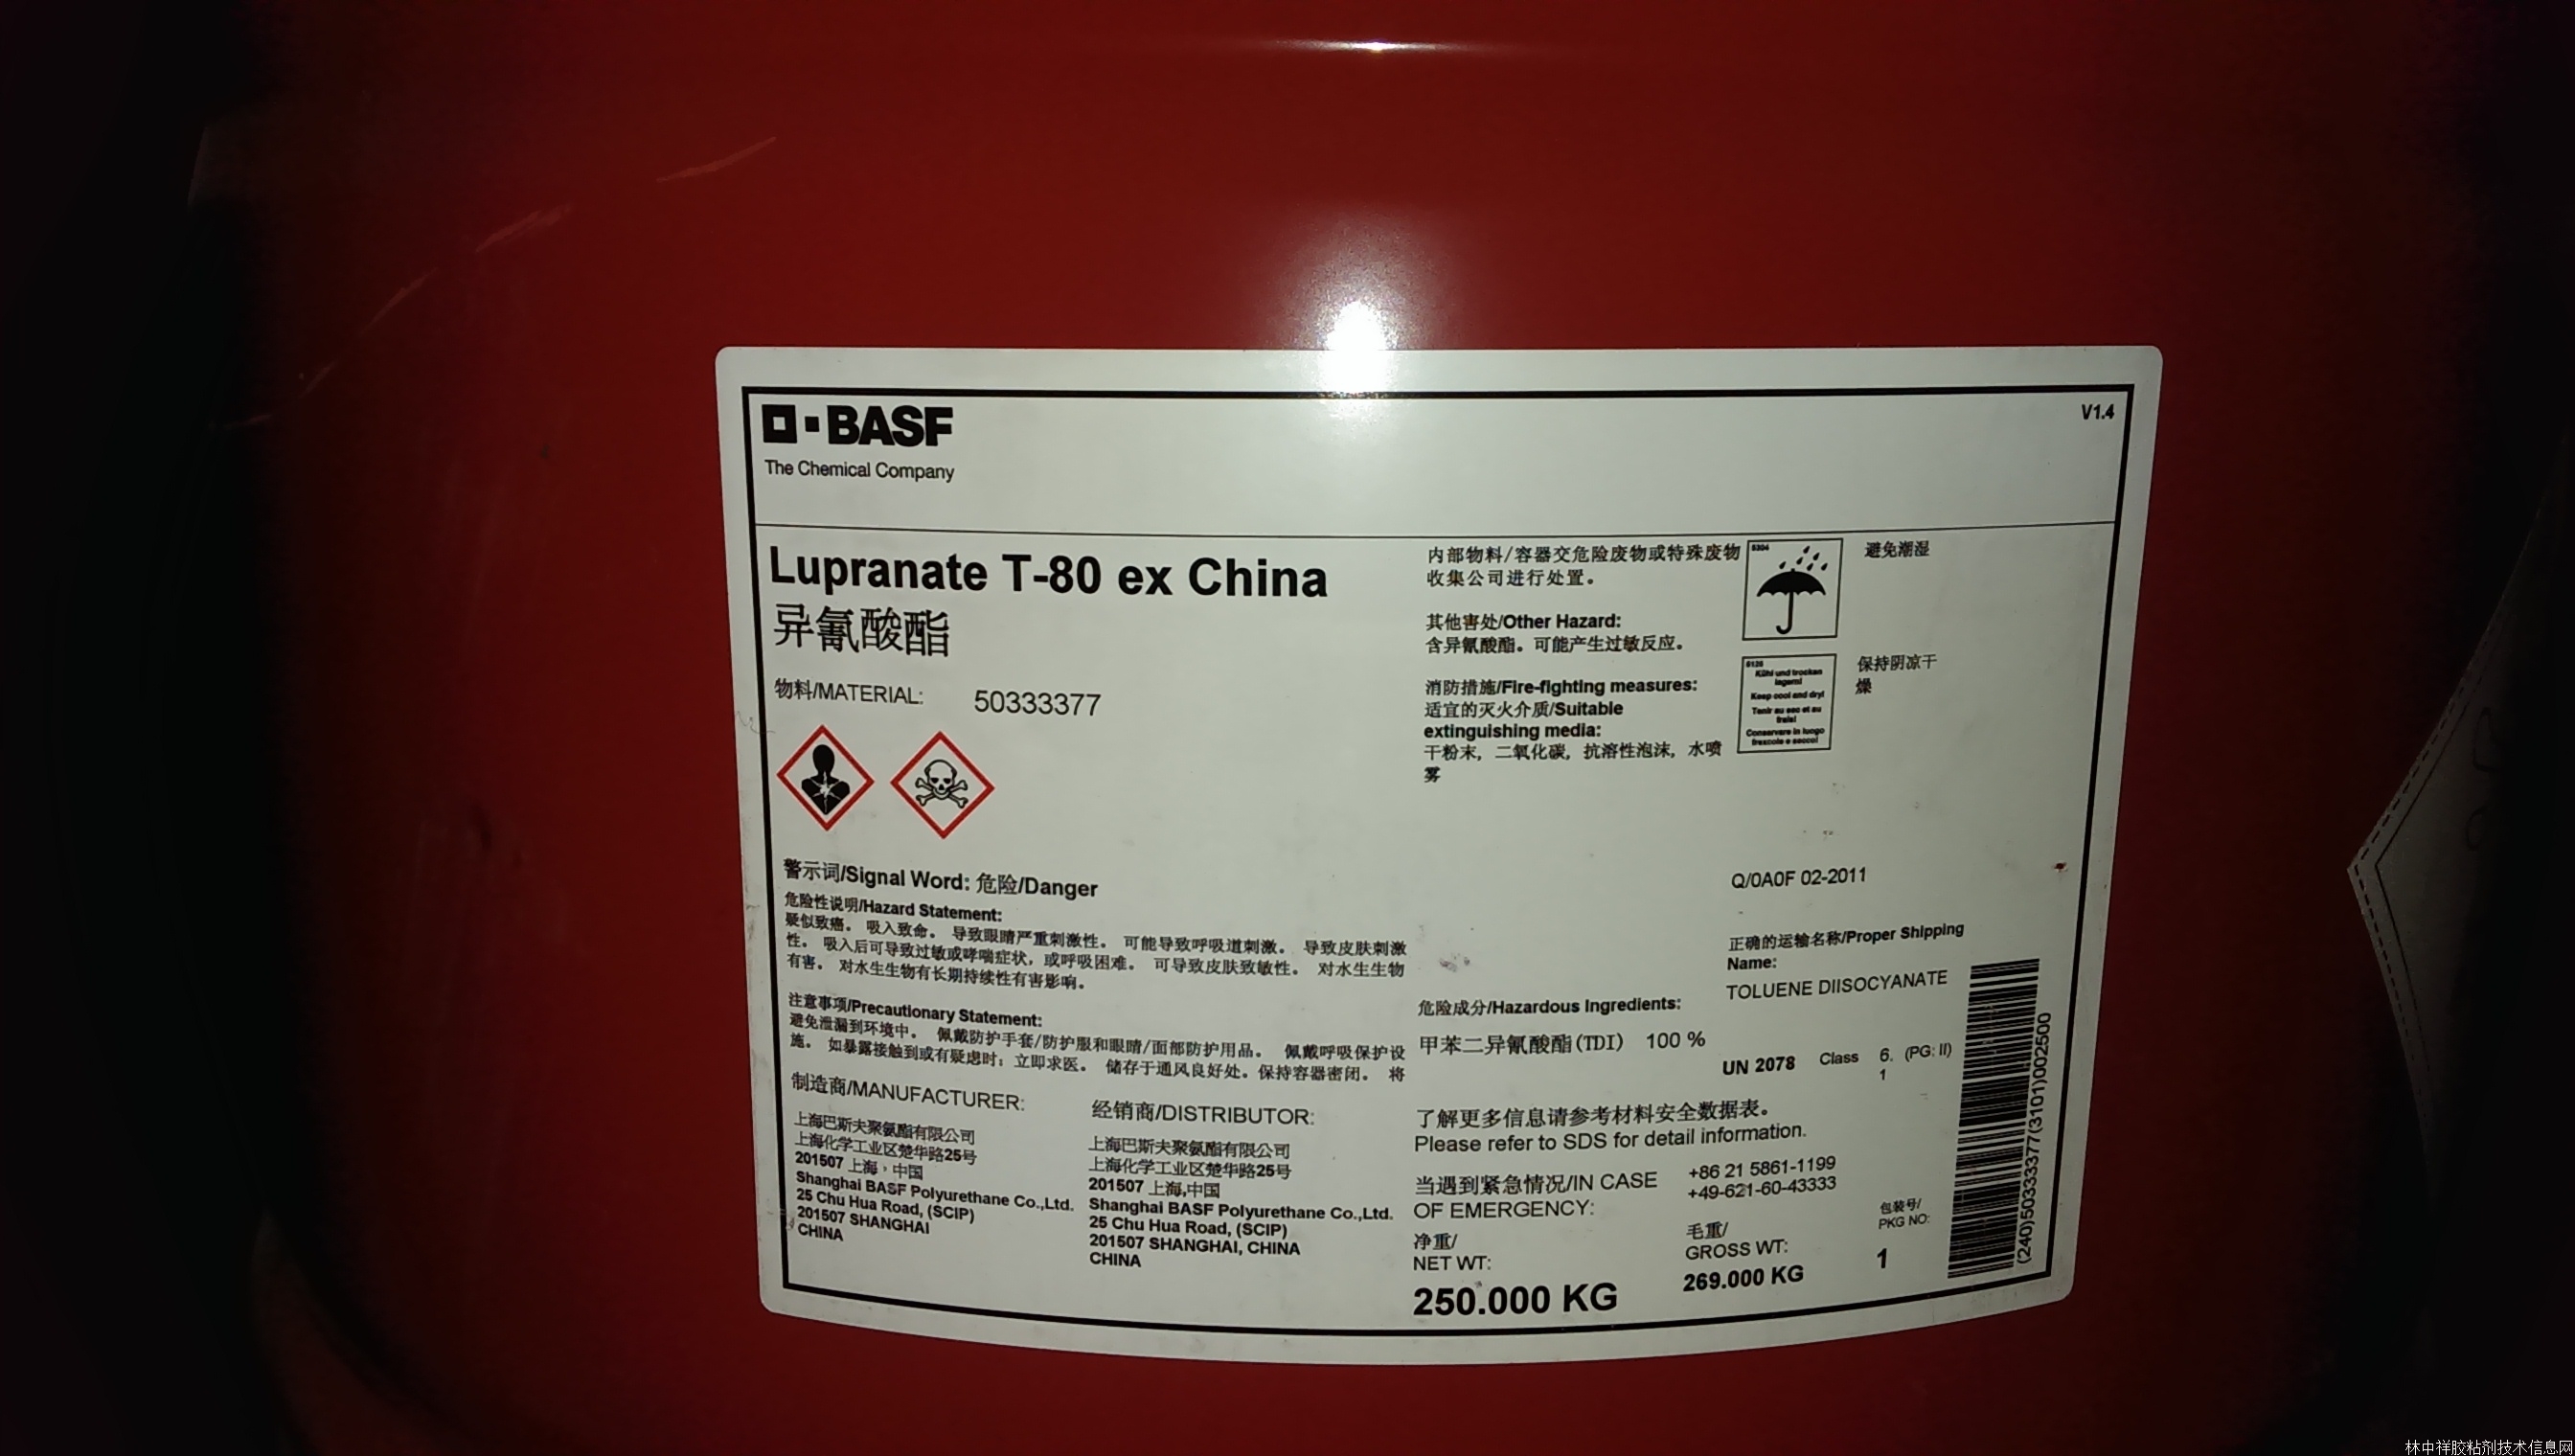 BASF
The Chemical Company
V1.4
Lupranate T-80 ex China
异氰酸酯
物料/MATERIAL: 50333377
警示词/Signal Word: 危险/Danger
危险性说明/Hazard Statement:
疑似致癌。 吸入致命。 导致眼睛严重刺激性。 可能导致呼吸道刺激。 导致皮肤刺激
性。 吸入后可导致过敏或哮喘症状，或呼吸困难。 可导致皮肤致敏性。 对水生生物
有害。 对水生生物有长期持续性有害影响。
注意事项/Precautionary Statement:
避免泄漏到环境中。 佩戴防护手套/防护服和眼睛/面部防护用品。 佩戴呼吸保护设
施。 如暴露接触到或有疑虑时：立即求医。 储存于通风良好处。保持容器密闭。 将
制造商/MANUFACTURER:
上海巴斯夫聚氨酯有限公司
上海化学工业区楚华路25号
201507 上海，中国
Shanghai BASF Polyurethane Co.,Ltd.
25 Chu Hua Road, (SCIP)
201507 SHANGHAI
CHINA
经销商/DISTRIBUTOR:
上海巴斯夫聚氨酯有限公司
上海化学工业区楚华路25号
201507 上海,中国
Shanghai BASF Polyurethane Co.,Ltd.
25 Chu Hua Road, (SCIP)
201507 SHANGHAI, CHINA
CHINA
内部物料/容器交危险废物或特殊废物
收集公司进行处置。
其他害处/Other Hazard:
含异氰酸酯。可能产生过敏反应。
消防措施/Fire-fighting measures:
适宜的灭火介质/Suitable
extinguishing media:
干粉末，二氧化碳，抗溶性泡沫，水喷
雾
5304
避免潮湿
Kühl und trocken
lagern!
Keep cool and dry!
Tenir au sec et au
frais!
Conservare in luogo
frescolo e secco!
保持阴凉干
燥
Q/0A0F 02-2011
正确的运输名称/Proper Shipping
Name:
TOLUENE DIISOCYANATE
危险成分/Hazardous Ingredients:
甲苯二异氰酸酯(TDI) 100 %
UN 2078 Class 6. (PG: II)
1
了解更多信息请参考材料安全数据表。
Please refer to SDS for detail information.
当遇到紧急情况/IN CASE
OF EMERGENCY:
+86 21 5861-1199
+49-621-60-43333
净重/
NET WT:
250.000 KG
毛重/
GROSS WT:
269.000 KG
包装号/
PKG NO:
1
(240)50333377(3101)002500
林中祥胶粘剂技术信息网